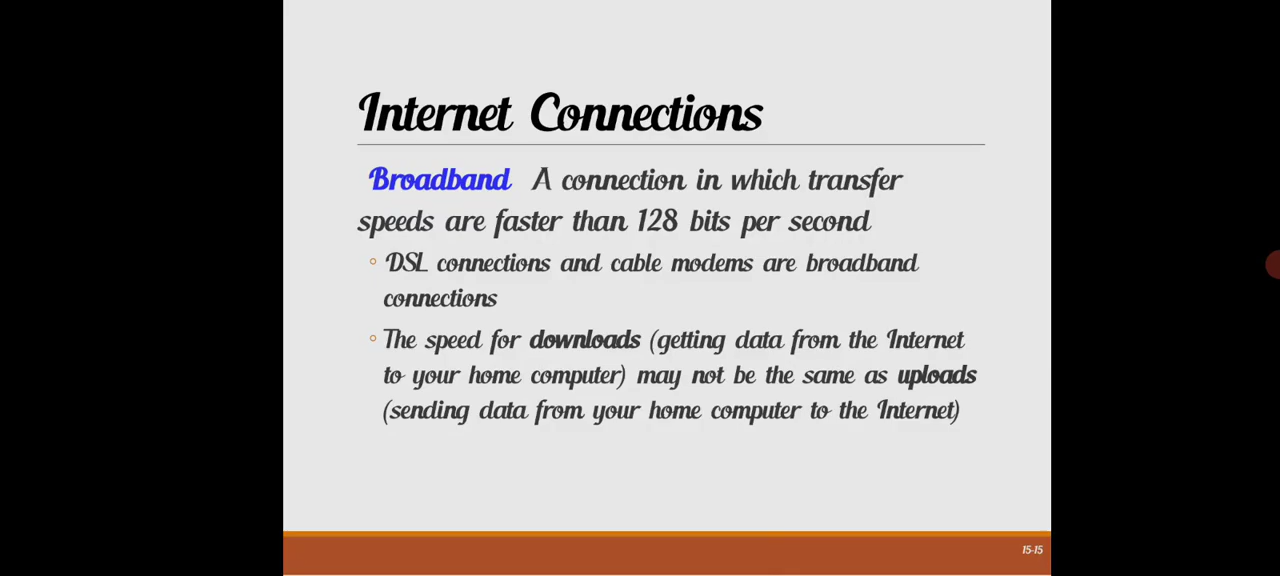 Internet Connections
Broadband A connection in which transfer
speeds are faster than 128 bits per second
◦ DSL connections and cable modems are broadband
connections
◦ The speed for downloads (getting data from the Internet
to your home computer) may not be the same as uploads
(sending data from your home computer to the Internet)
15-15